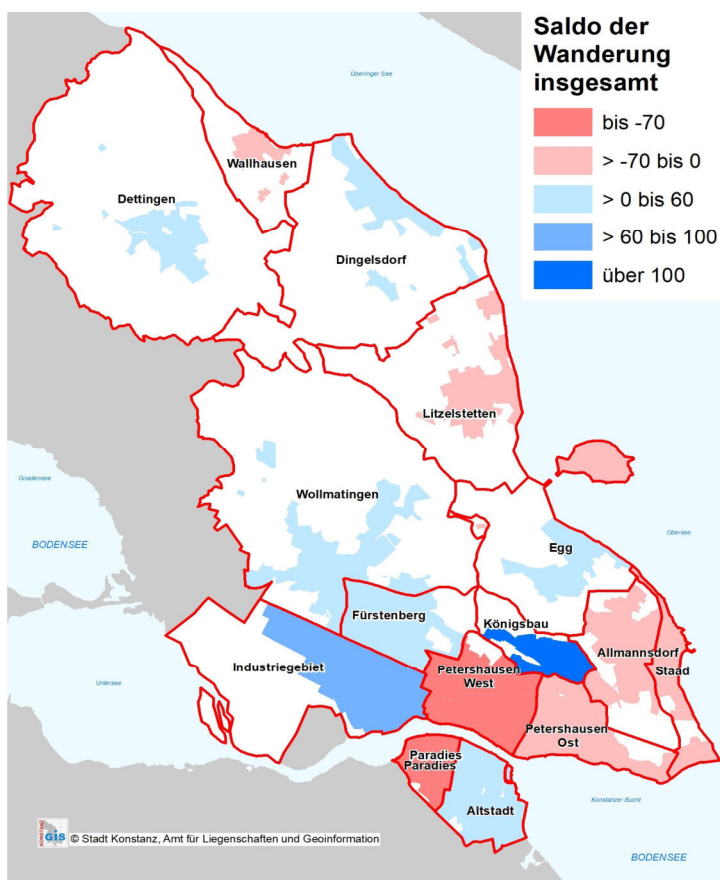 Saldo der
Wanderung
insgesamt
bis -70
> -70 bis 0
> 0 bis 60
> 60 bis 100
über 100
Überlinger See
Wallhausen
Dettingen
Dingelsdorf
Litzelstetten
Gnadensee
Wollmatingen
Obersee
BODENSEE
Egg
Fürstenberg
Königsbau
Allmannsdorf
Industriegebiet
Petershausen
West
Staad
Untersee
Petershausen
Ost
Paradies
Paradies
Konstanzer Bucht
Altstadt
KONSTANZ
GIS
© Stadt Konstanz, Amt für Liegenschaften und Geoinformation
BODENSEE